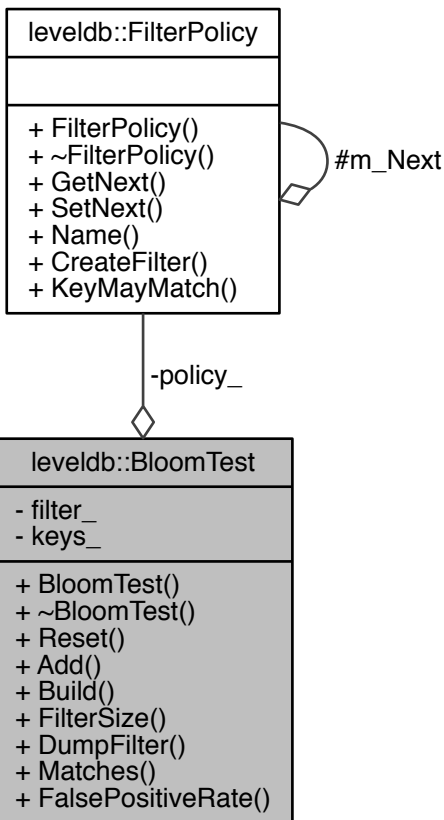 leveldb::FilterPolicy
+ FilterPolicy()
+ ~FilterPolicy()
+ GetNext()
+ SetNext()
+ Name()
+ CreateFilter()
+ KeyMayMatch()
#m_Next
-policy_
leveldb::BloomTest
- filter_
- keys_
+ BloomTest()
+ ~BloomTest()
+ Reset()
+ Add()
+ Build()
+ FilterSize()
+ DumpFilter()
+ Matches()
+ FalsePositiveRate()